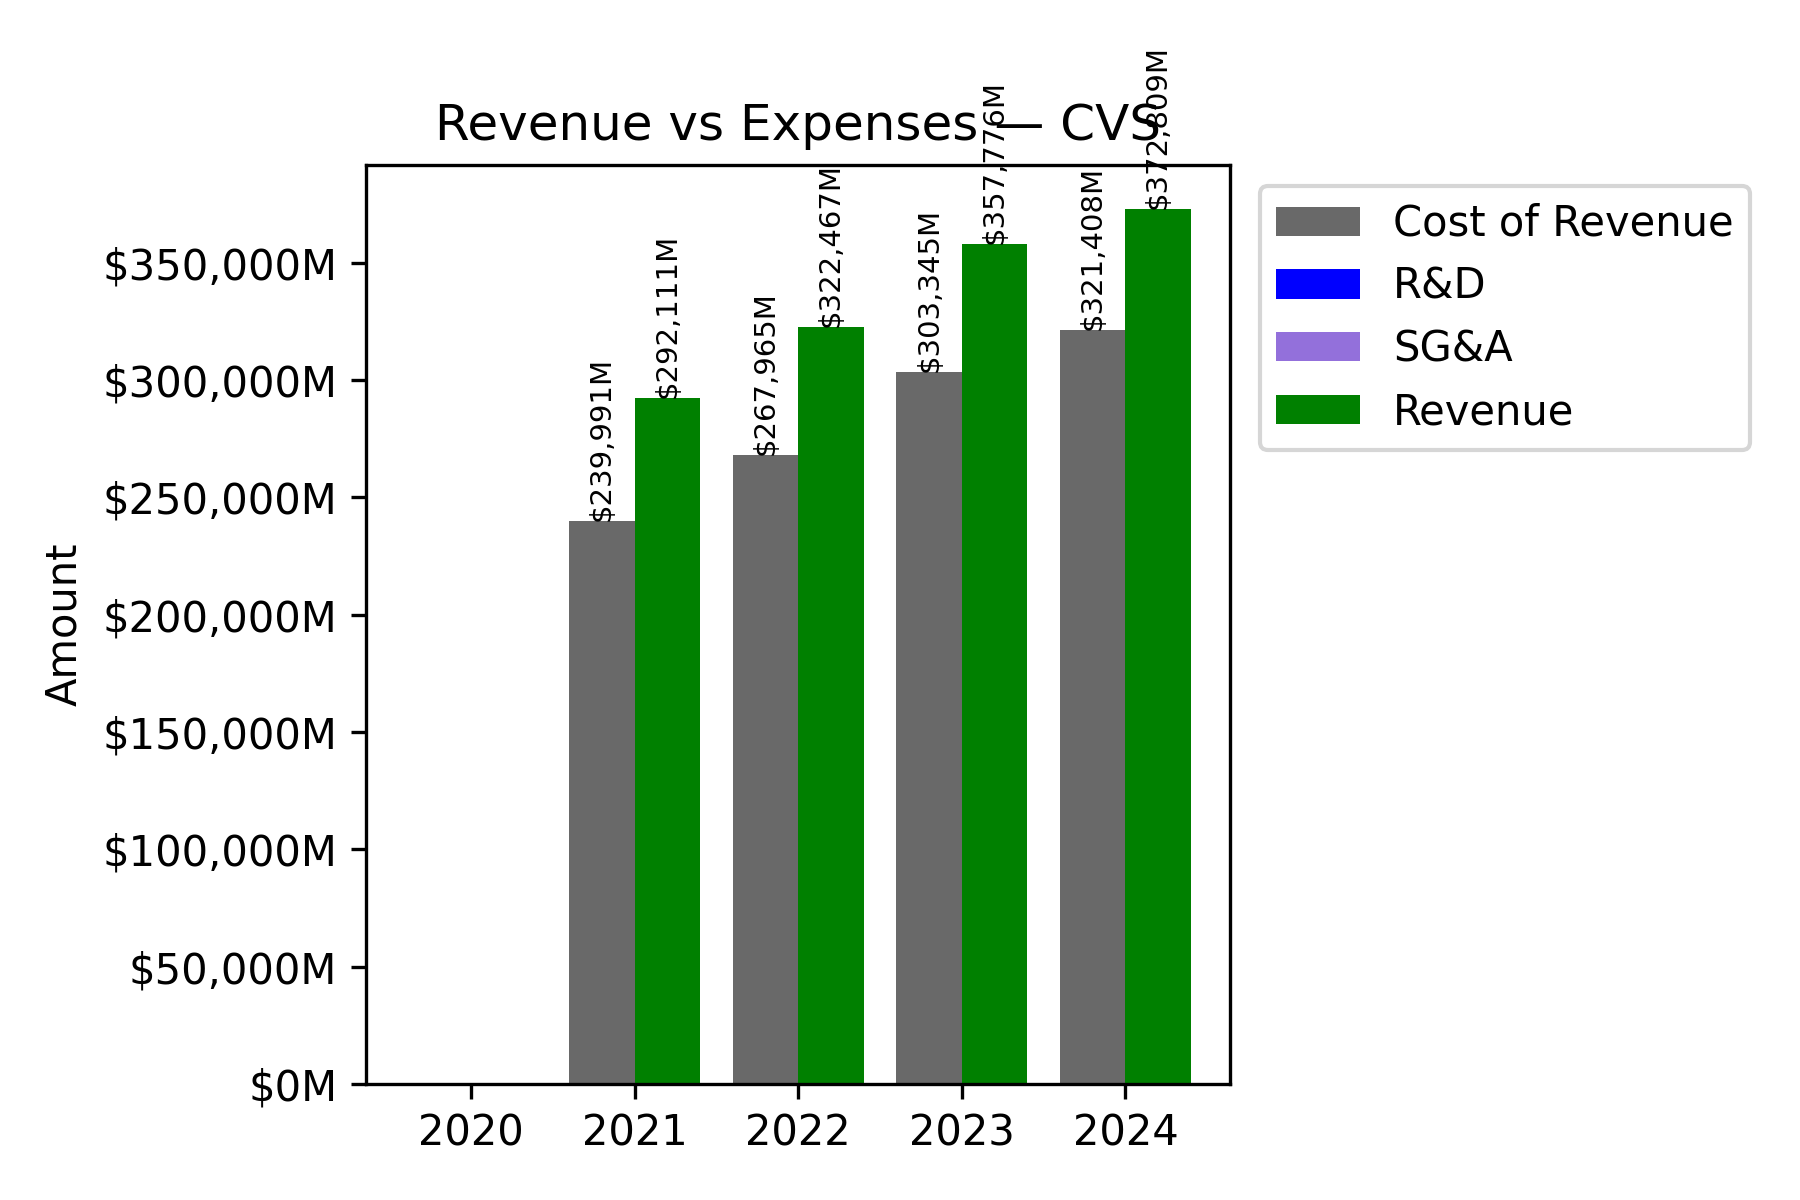 Revenue vs Expenses — CVS
Amount
$350,000M
$300,000M
$250,000M
$200,000M
$150,000M
$100,000M
$50,000M
$0M
$239,991M
$292,111M
$267,965M
$322,467M
$303,345M
$357,776M
$321,408M
$372,809M
2020
2021
2022
2023
2024
Cost of Revenue
R&D
SG&A
Revenue